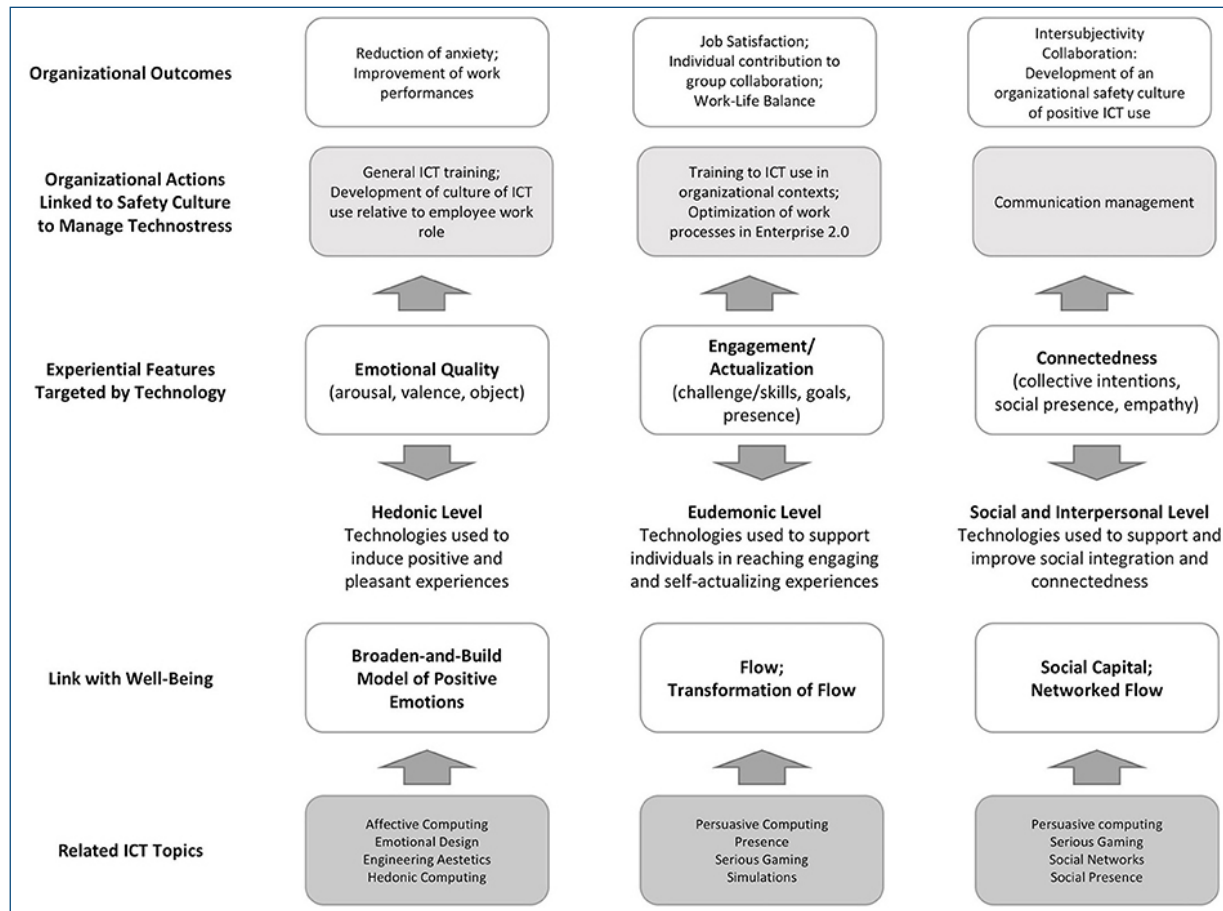 Organizational Outcomes
Reduction of anxiety;
Improvement of work
performances
Job Satisfaction;
Individual contribution to
group collaboration;
Work-Life Balance
Intersubjectivity
Collaboration:
Development of an
organizational safety culture
of positive ICT use
Organizational Actions
Linked to Safety Culture
to Manage Technostress
General ICT training;
Development of culture of ICT
use relative to employee work
role
Training to ICT use in
organizational contexts;
Optimization of work
processes in Enterprise 2.0
Communication management
Experiential Features
Targeted by Technology
Emotional Quality
(arousal, valence, object)
Engagement/
Actualization
(challenge/skills, goals,
presence)
Connectedness
(collective intentions,
social presence, empathy)
Hedonic Level
Technologies used to
induce positive and
pleasant experiences
Eudemonic Level
Technologies used to support
individuals in reaching engaging
and self-actualizing experiences
Social and Interpersonal Level
Technologies used to support and
improve social integration and
connectedness
Link with Well-Being
Broaden-and-Build
Model of Positive
Emotions
Flow;
Transformation of Flow
Social Capital;
Networked Flow
Related ICT Topics
Affective Computing
Emotional Design
Engineering Aestetics
Hedonic Computing
Persuasive Computing
Presence
Serious Gaming
Simulations
Persuasive computing
Serious Gaming
Social Networks
Social Presence